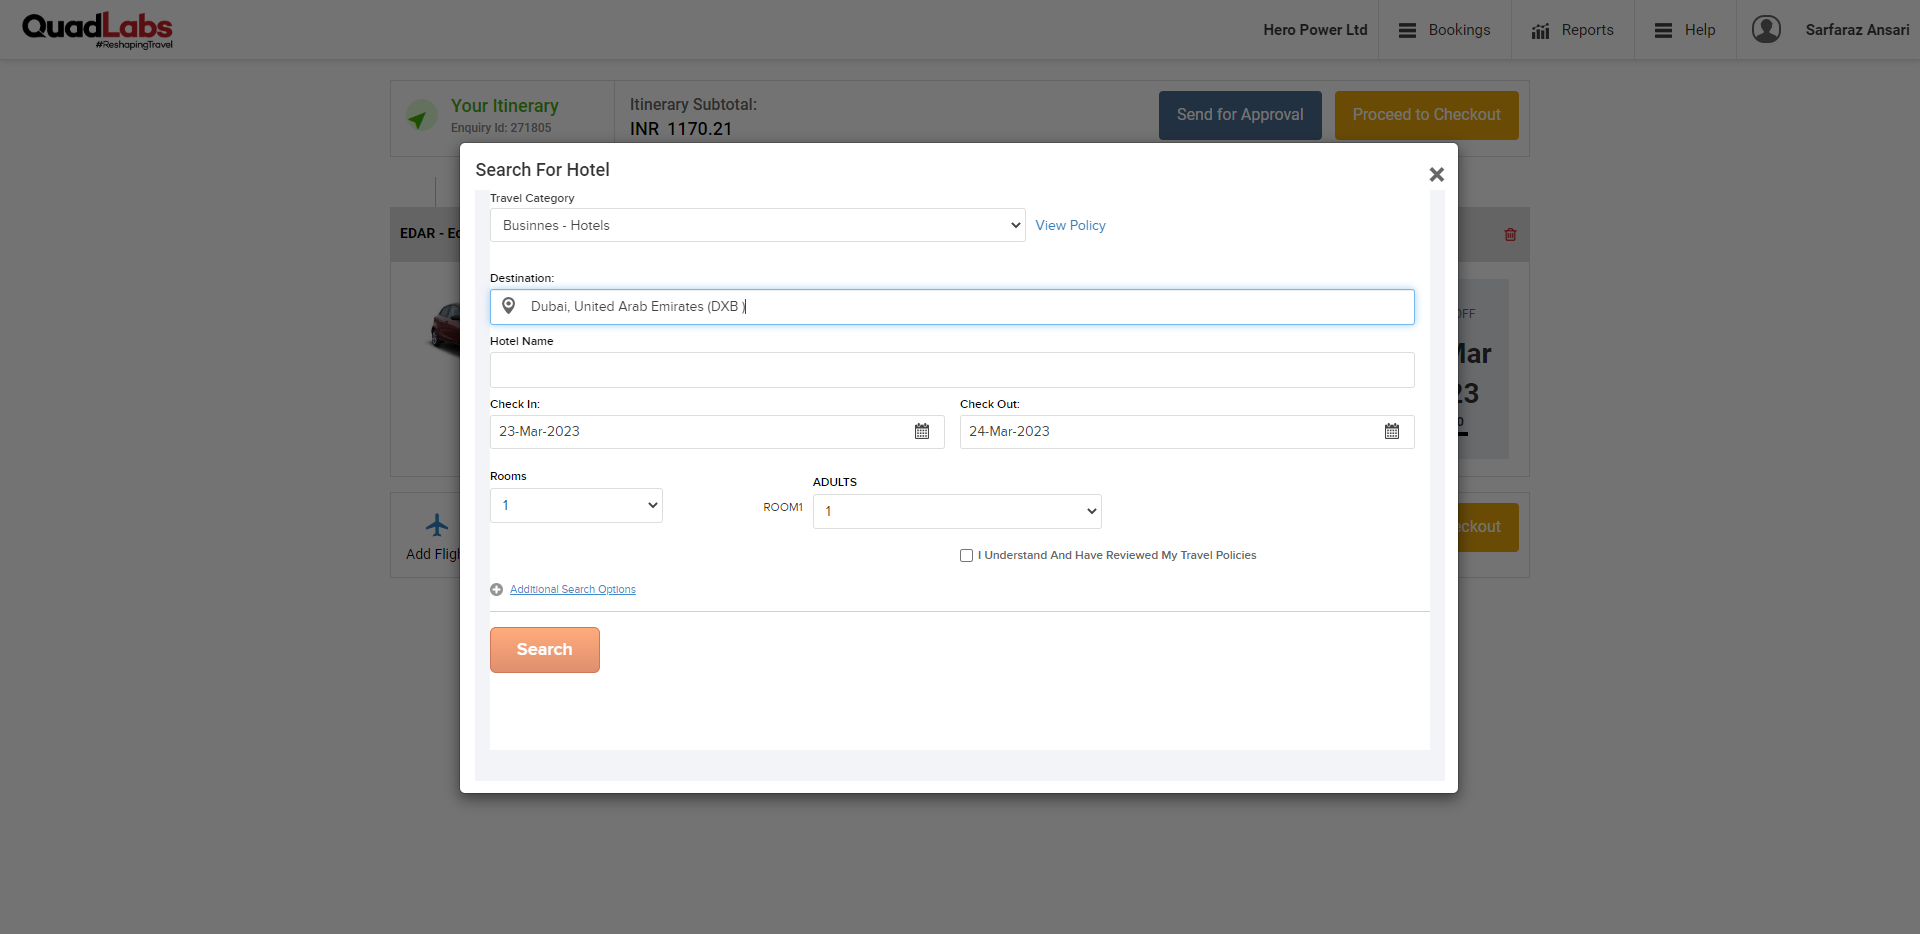 QuadLabs
#ReshapingTravel
Hero Power Ltd
Bookings
Reports
Help
Sarfaraz Ansari
Your Itinerary
Enquiry Id: 271805
Itinerary Subtotal:
INR 1170.21
Send for Approval
Proceed to Checkout
Search For Hotel
Travel Category
Businnes - Hotels
View Policy
EDAR -
Destination:
Dubai, United Arab Emirates (DXB )
Hotel Name
Check In:
Check Out:
23-Mar-2023
24-Mar-2023
Rooms
ADULTS
1
ROOM1
1
Add
I Understand And Have Reviewed My Travel Policies
Additional Search Options
Search